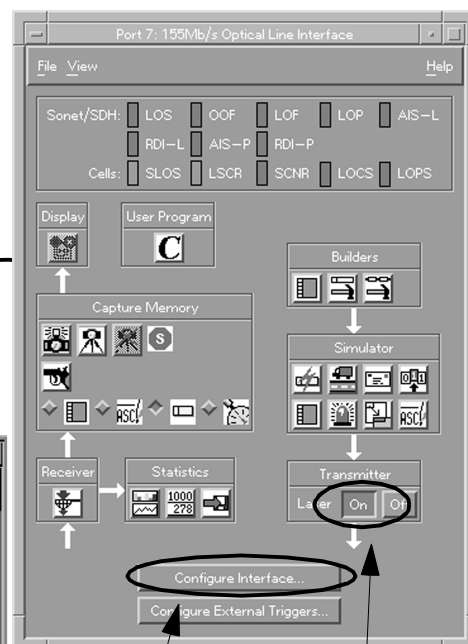 Port 7: 155Mb/s Optical Line Interface
File View Help
Sonet/SDH: LOS OOF LOF LOP AIS-L
RDI-L AIS-P RDI-P
Cells: SLOS LSCR SCNR LOCS LOPS
Display User Program
C
Builders
Capture Memory
Simulator
S
ASC
ASCI
Receiver Statistics
Transmitter
1000
278
Laser On Off
Configure Interface...
Configure External Triggers...